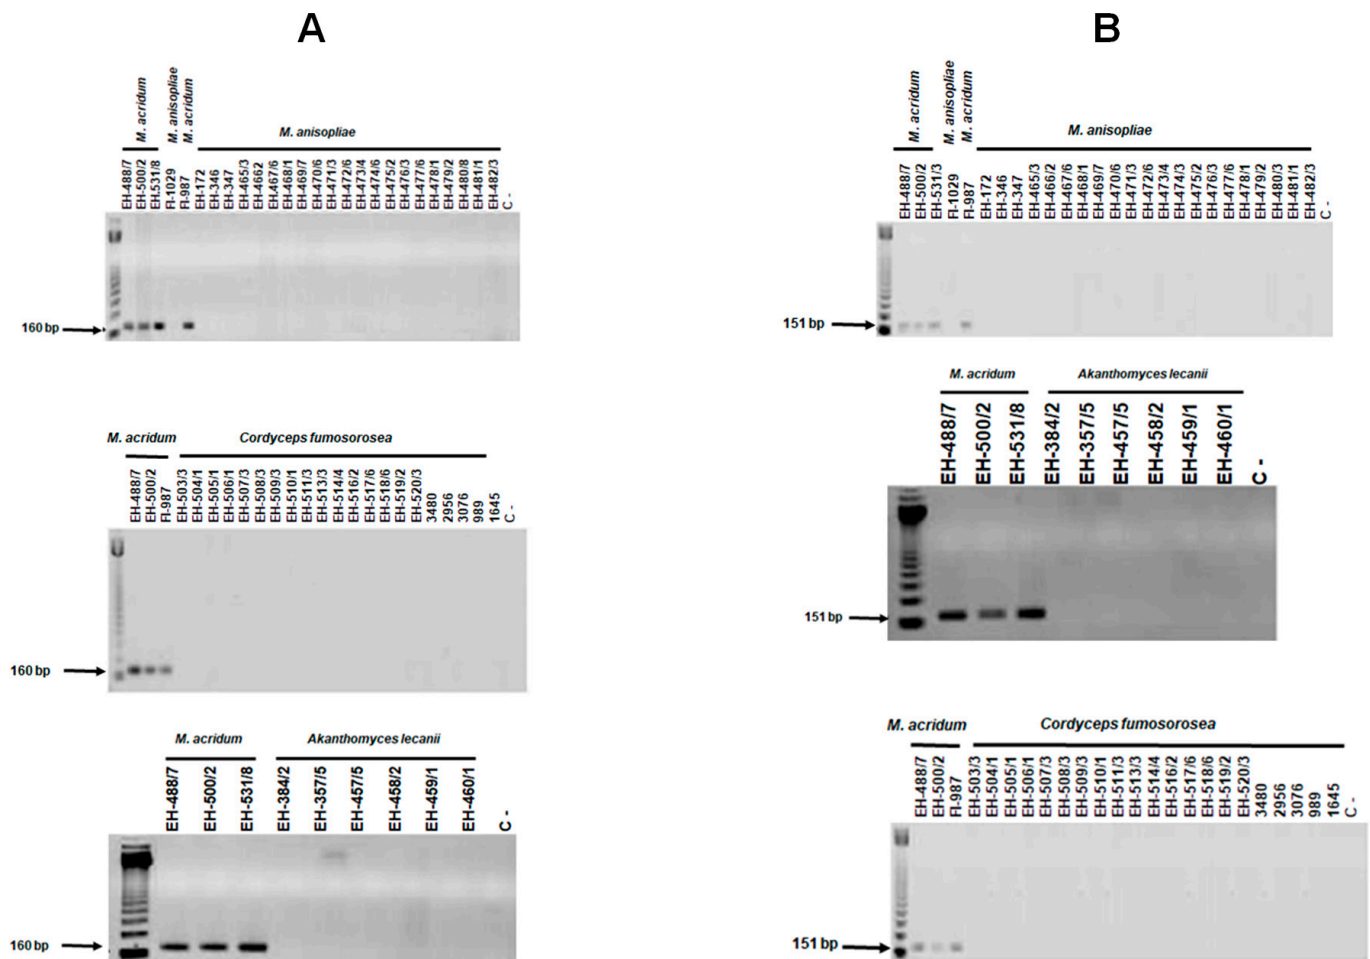 A
M. acridum
M. anisopliae
M. acridum
M. anisopliae
EH-488/7
EH-500/2
EH-531/8
FI-1029
FI-987
EH-172
EH-346
EH-347
EH-465/3
EH-4662
EH.467/6
EH-468/1
EH-469/7
EH-470/6
EH-471/3
EH-472/6
EH-473/4
EH-474/6
EH-475/2
EH-476/3
EH-477/6
EH-478/1
EH-479/2
EH-480/8
EH-481/1
EH-482/3
C -
160 bp
M. acridum
Cordyceps fumosorosea
EH-488/7
EH-500/2
FI-987
EH-503/3
EH-504/1
EH-505/1
EH-506/1
EH-507/3
EH-508/3
EH-509/3
EH-510/1
EH-511/3
EH-513/3
EH-514/4
EH-516/2
EH-517/6
EH-518/6
EH-519/2
EH-520/3
3480
2956
3076
989
1645
C -
160 bp
M. acridum
Akanthomyces lecanii
EH-488/7
EH-500/2
EH-531/8
EH-384/2
EH-357/5
EH-457/5
EH-458/2
EH-459/1
EH-460/1
C -
160 bp
B
M. acridum
M. anisopliae
M. acridum
M. anisopliae
EH-488/7
EH-500/2
EH-531/3
FI-1029
FI-987
EH-172
EH-346
EH-347
EH-465/3
EH-466/2
EH-467/6
EH-468/1
EH-469/7
EH-470/6
EH-471/3
EH-472/6
EH-473/4
EH-474/3
EH-475/2
EH-476/3
EH-477/6
EH-478/1
EH-479/2
EH-480/3
EH-481/1
EH-482/3
C -
151 bp
M. acridum
Akanthomyces lecanii
EH-488/7
EH-500/2
EH-531/8
EH-384/2
EH-357/5
EH-457/5
EH-458/2
EH-459/1
EH-460/1
C -
151 bp
M. acridum
Cordyceps fumosorosea
EH-488/7
EH-500/2
FI-987
EH-503/3
EH-504/1
EH-505/1
EH-506/1
EH-507/3
EH-508/3
EH-509/3
EH-510/1
EH-511/3
EH-513/3
EH-514/4
EH-516/2
EH-517/6
EH-518/6
EH-519/2
EH-520/3
3480
2956
3076
989
1645
C -
151 bp